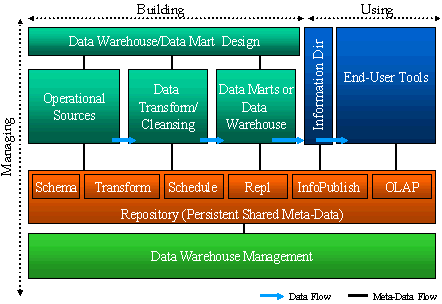 Building
Using
Managing
Data Warehouse/Data Mart Design
Information Dir
End-User Tools
Operational
Sources
Data
Transform/
Cleansing
Data Marts or
Data
Warehouse
Schema
Transform
Schedule
Repl
InfoPublish
OLAP
Repository (Persistent Shared Meta-Data)
Data Warehouse Management
Data Flow
Meta-Data Flow